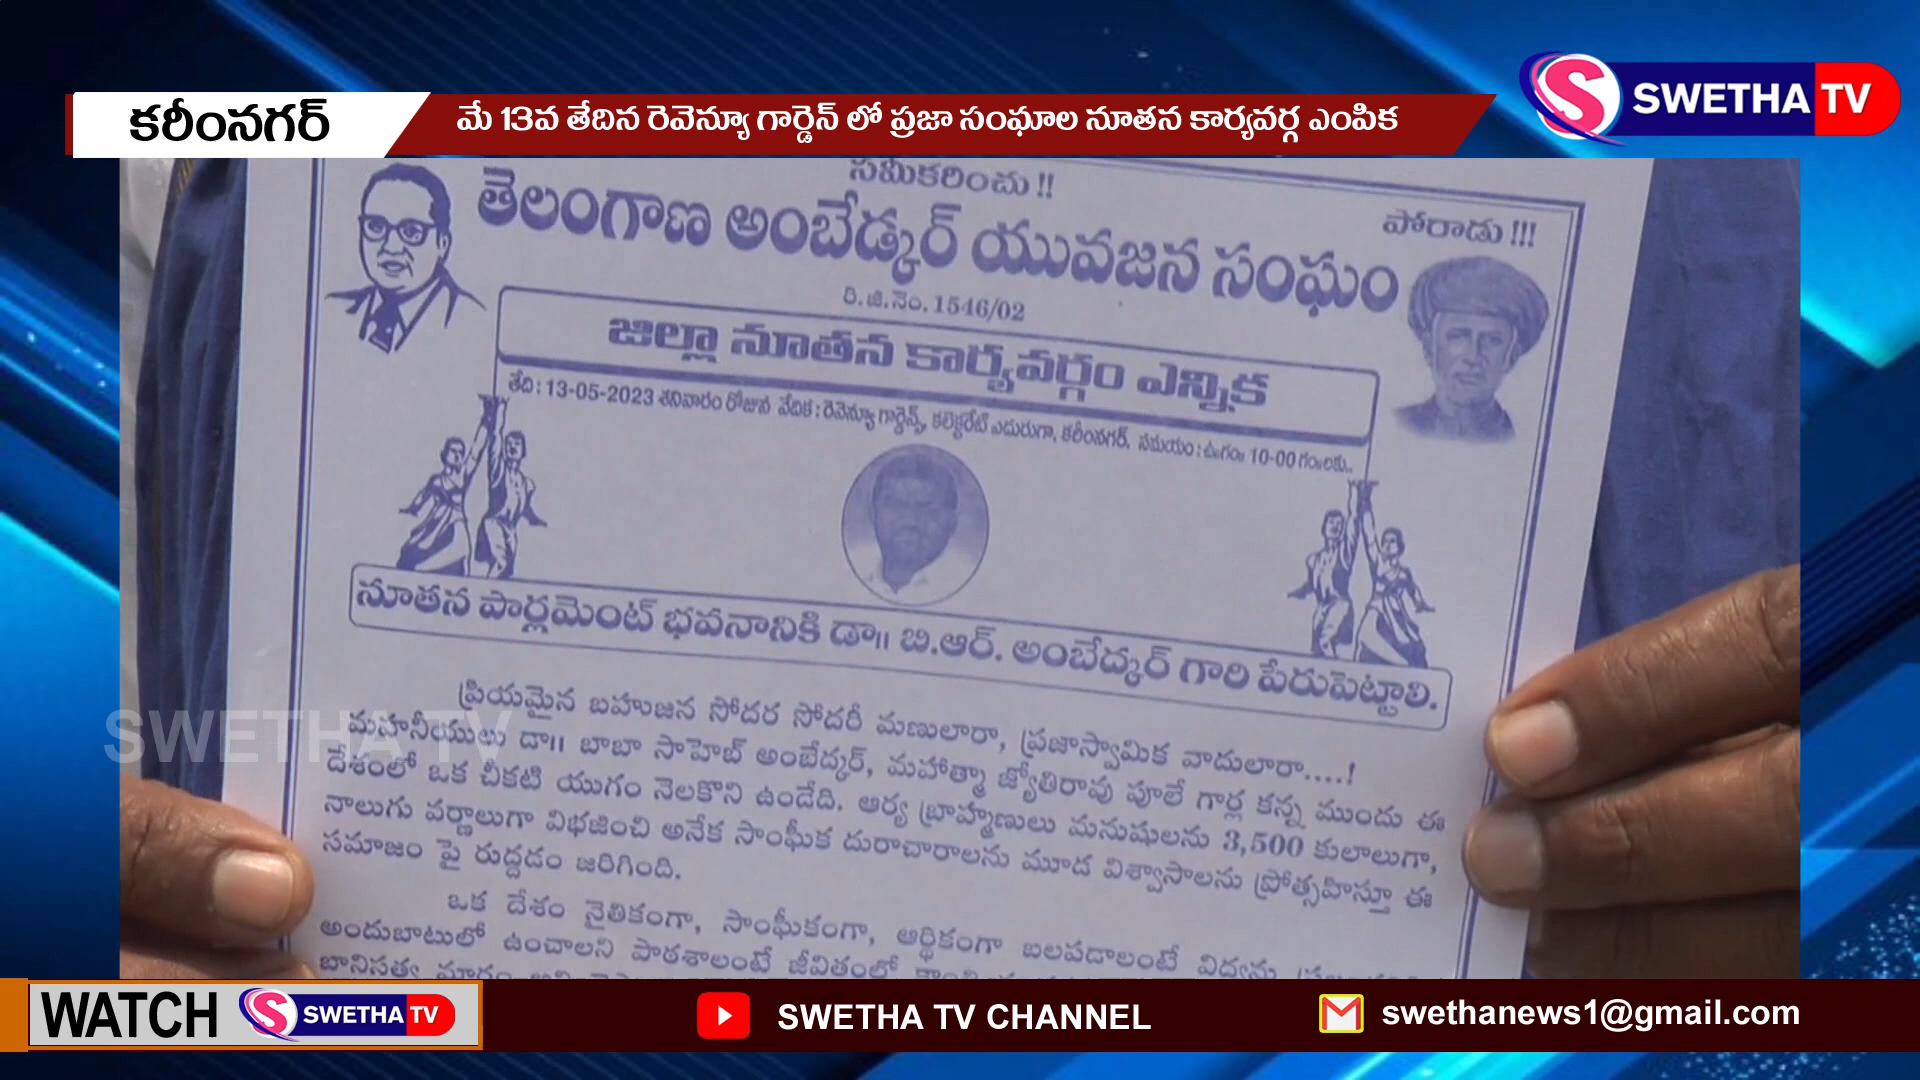 SWETHA TV
కరీంనగర్
మే 13వ తేదిన రెవెన్యూ గార్డెన్ లో ప్రజా సంఘాల నూతన కార్యవర్గ ఎంపిక
సమీకరించు !!
పోరాడు !!!
తెలంగాణ అంబేడ్కర్ యువజన సంఘం
రి.జి.నెం. 1546/02
జిల్లా నూతన కార్యవర్గం ఎన్నిక
తేది : 13-05-2023 శనివారం రోజున వేదిక : రెవెన్యూ గార్డెన్స్, కలెక్టరేట్ ఎదురుగా, కరీంనగర్. సమయం : ఉ॥గం॥ 10-00 గం॥లకు..
నూతన పార్లమెంట్ భవనానికి డా॥ బి.ఆర్. అంబేద్కర్ గారి పేరుపెట్టాలి.
ప్రియమైన బహుజన సోదర సోదరీ మణులారా, ప్రజాస్వామిక వాదులారా....!
మహనీయులు డా॥ బాబా సాహెబ్ అంబేద్కర్, మహాత్మా జ్యోతిరావు పూలే గార్ల కన్న ముందు ఈ
దేశంలో ఒక చీకటి యుగం నెలకొని ఉండేది. ఆర్య బ్రాహ్మణులు మనుషులను 3,500 కులాలుగా,
నాలుగు వర్ణాలుగా విభజించి అనేక సాంఘీక దురాచారాలను మూడ విశ్వాసాలను ప్రోత్సహిస్తూ ఈ
సమాజం పై రుద్దడం జరిగింది.
ఒక దేశం నైతికంగా, సాంఘీకంగా, ఆర్థికంగా బలపడాలంటే విద్యను
అందుబాటులో ఉంచాలని పాఠశాలంటే జీవితంలో
బానిసత్వ
SWETHA TV
WATCH SWETHA TV
SWETHA TV CHANNEL
swethanews1@gmail.com